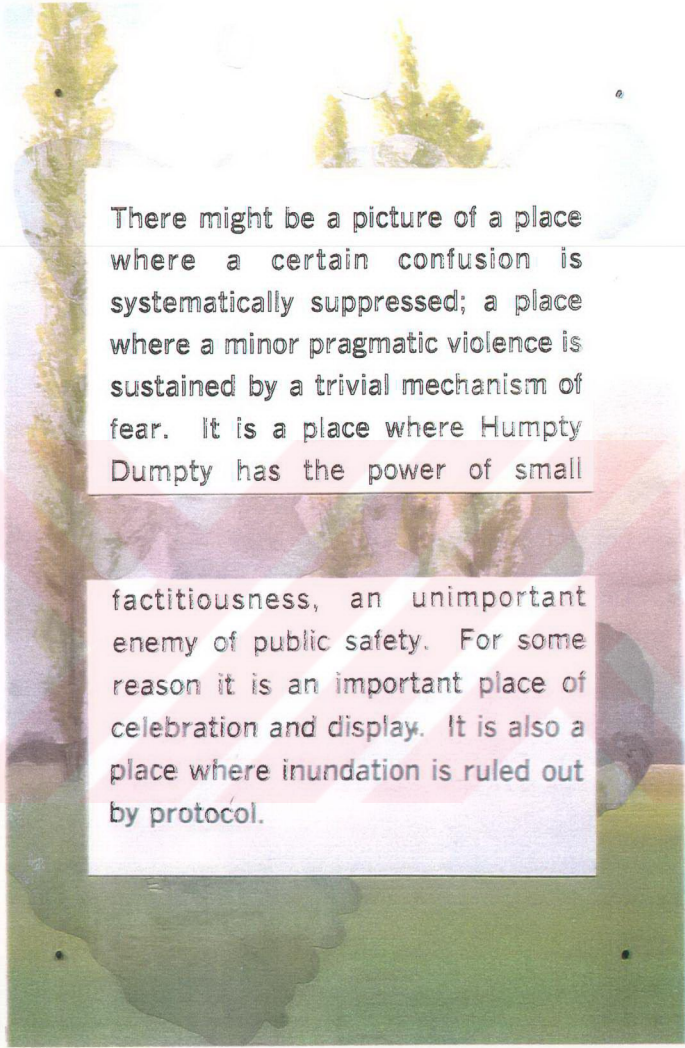 There might be a picture of a place
where a certain confusion is
systematically suppressed; a place
where a minor pragmatic violence is
sustained by a trivial mechanism of
fear. It is a place where Humpty
Dumpty has the power of small
factitiousness, an unimportant
enemy of public safety. For some
reason it is an important place of
celebration and display. It is also a
place where inundation is ruled out
by protocol.